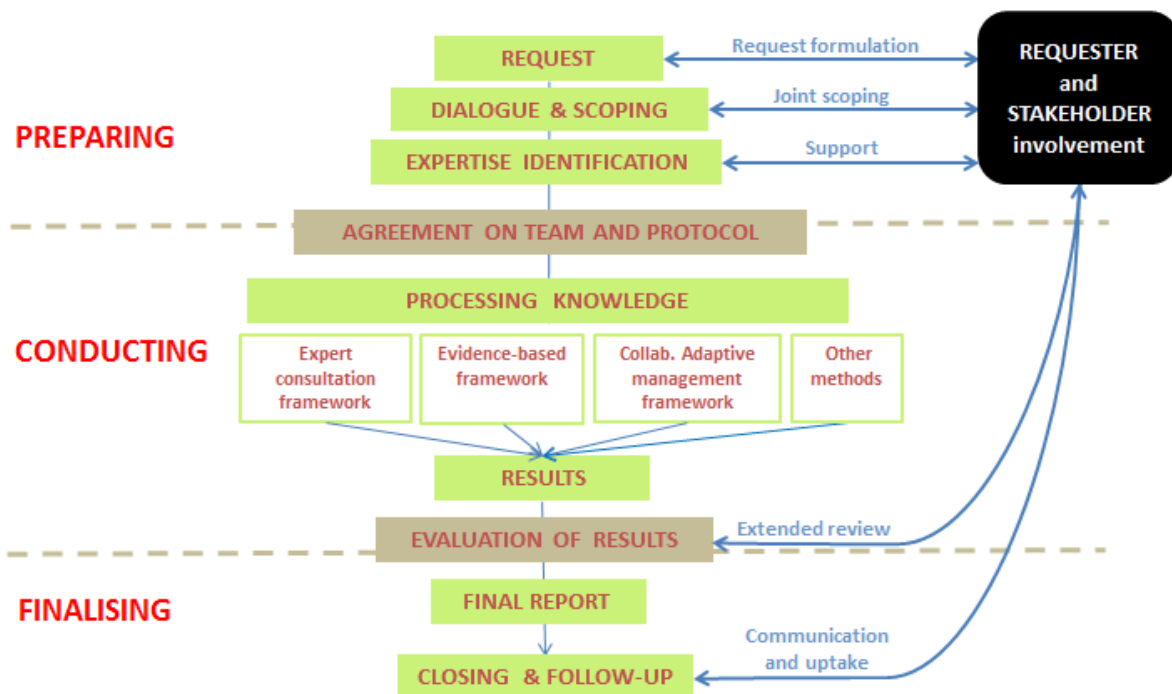 REQUEST
Request formulation
REQUESTER
and
STAKEHOLDER
involvement
DIALOGUE & SCOPING
Joint scoping
PREPARING
EXPERTISE IDENTIFICATION
Support
AGREEMENT ON TEAM AND PROTOCOL
PROCESSING KNOWLEDGE
CONDUCTING
Expert
consultation
framework
Evidence-based
framework
Collab. Adaptive
management
framework
Other
methods
RESULTS
EVALUATION OF RESULTS
Extended review
FINALISING
FINAL REPORT
Communication
and uptake
CLOSING & FOLLOW-UP